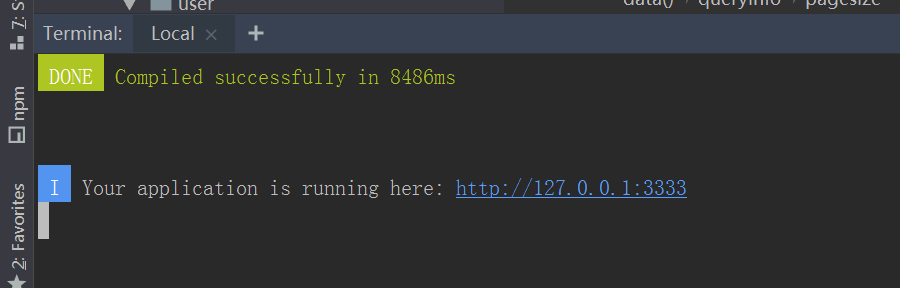 user
data() › queryInfo › pagesize
Terminal: Local × +
DONE Compiled successfully in 8486ms
I Your application is running here: http://127.0.0.1:3333
npm
2: Favorites